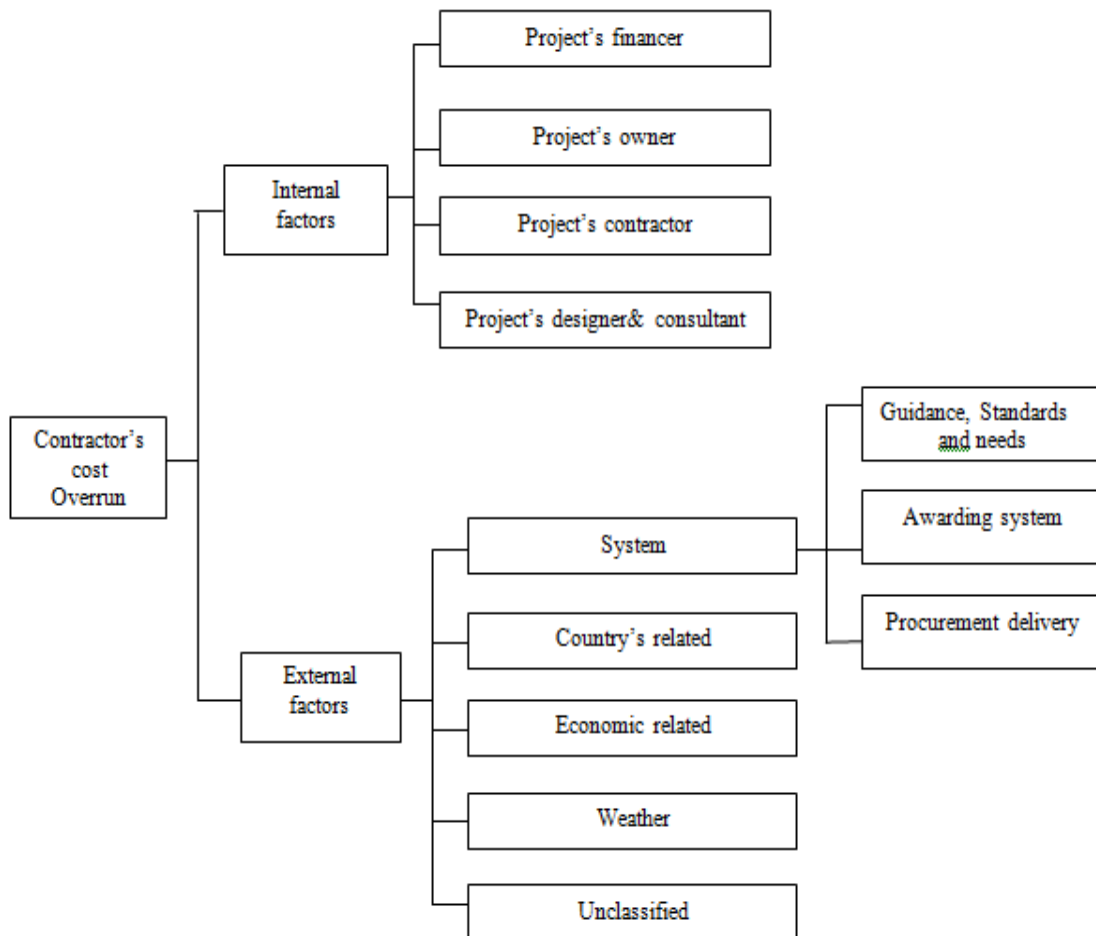 Project's financer
Project's owner
Internal
factors
Project's contractor
Project's designer& consultant
Contractor's
cost
Overrun
Guidance, Standards
and needs
Awarding system
System
Procurement delivery
Country's related
External
factors
Economic related
Weather
Unclassified